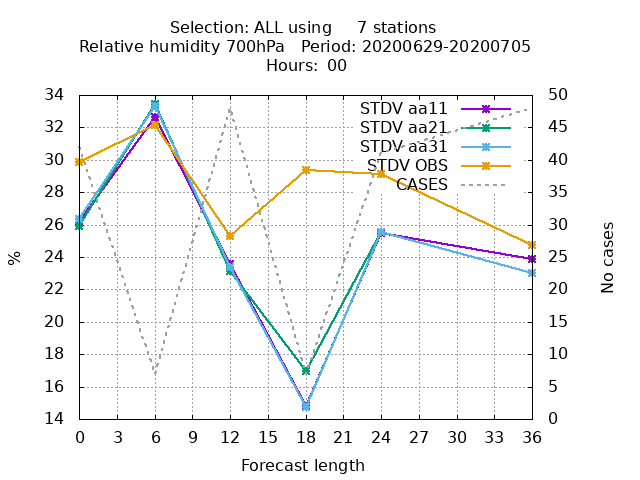 Selection: ALL using     7 stations
Relative humidity 700hPa   Period: 20200629-20200705
Hours:  00
34 50
32 45
30 40
28 35
26 30
24 25
22 20
20 15
18 10
16 5
14 0
STDV aa11
STDV aa21
STDV aa31
STDV OBS
CASES
%
No cases
0 3 6 9 12 15 18 21 24 27 30 33 36
Forecast length